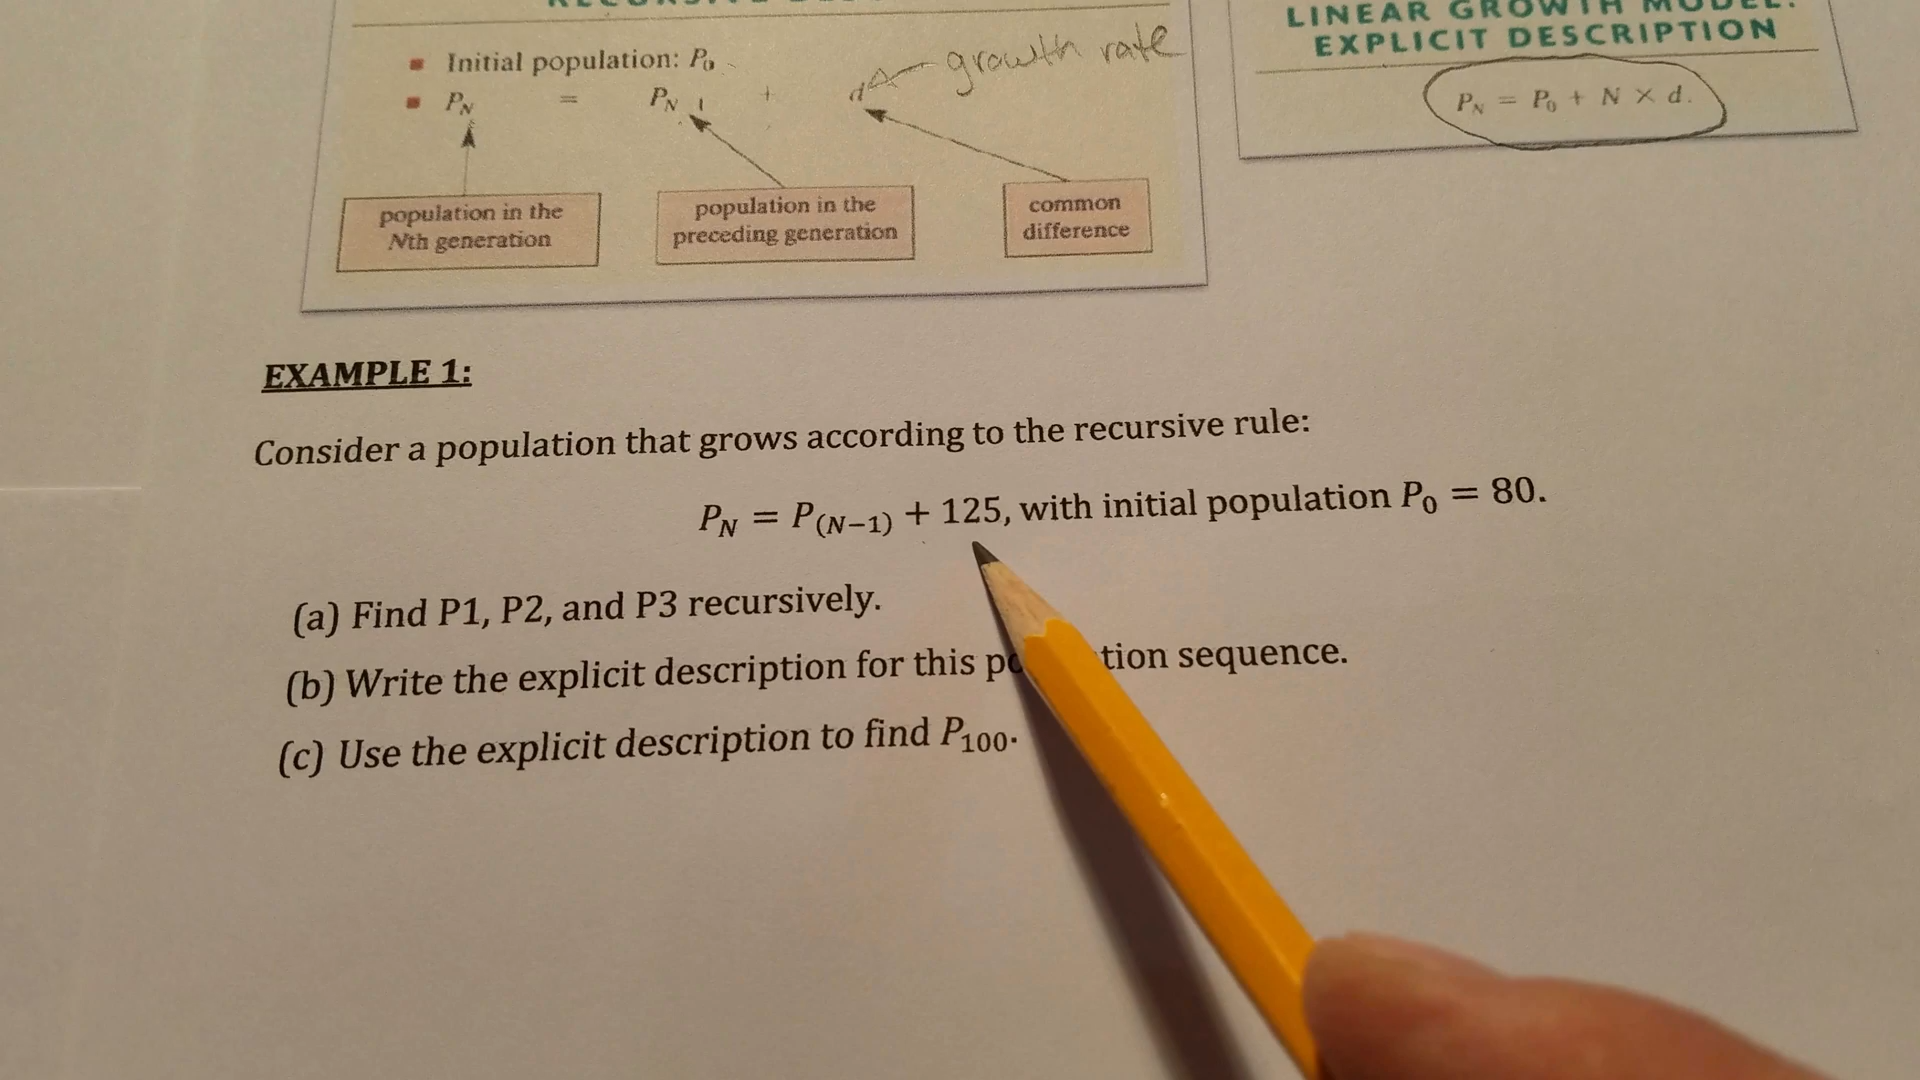 Initial population: P₀
growth rate
P_N = P_N 1 + d
population in the
Nth generation
population in the
preceding generation
common
difference
LINEAR GROWTH MODEL:
EXPLICIT DESCRIPTION
P_N = P₀ + N × d.
EXAMPLE 1:
Consider a population that grows according to the recursive rule:
P_N = P_(N−1) + 125, with initial population P₀ = 80.
(a) Find P1, P2, and P3 recursively.
(b) Write the explicit description for this sequence.
(c) Use the explicit description to find P₁₀₀.